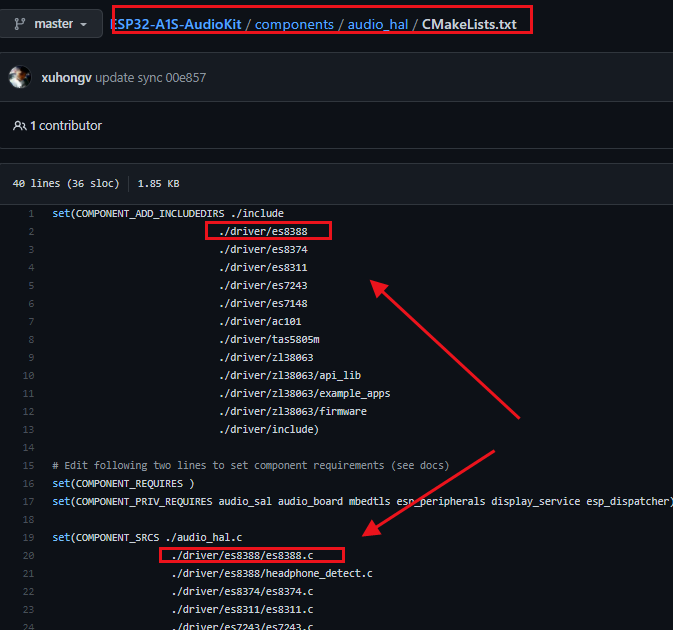 master
ESP32-A1S-AudioKit / components / audio_hal / CMakeLists.txt
xuhongv update sync 00e857
1 contributor
40 lines (36 sloc) 1.85 KB
1 set(COMPONENT_ADD_INCLUDEDIRS ./include
2 ./driver/es8388
3 ./driver/es8374
4 ./driver/es8311
5 ./driver/es7243
6 ./driver/es7148
7 ./driver/ac101
8 ./driver/tas5805m
9 ./driver/zl38063
10 ./driver/zl38063/api_lib
11 ./driver/zl38063/example_apps
12 ./driver/zl38063/firmware
13 ./driver/include)
14
15 # Edit following two lines to set component requirements (see docs)
16 set(COMPONENT_REQUIRES )
17 set(COMPONENT_PRIV_REQUIRES audio_sal audio_board mbedtls esp_peripherals display_service esp_dispatcher)
18
19 set(COMPONENT_SRCS ./audio_hal.c
20 ./driver/es8388/es8388.c
21 ./driver/es8388/headphone_detect.c
22 ./driver/es8374/es8374.c
23 ./driver/es8311/es8311.c
24 ./driver/es7243/es7243.c